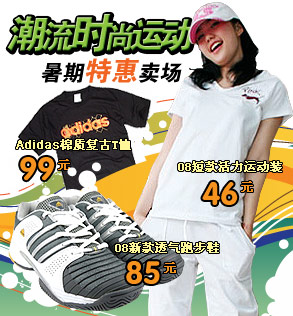 潮流时尚运动
暑期特惠卖场
adidas
Adidas棉质复古T恤
99元
08短款活力运动装
46元
08新款透气跑步鞋
85元